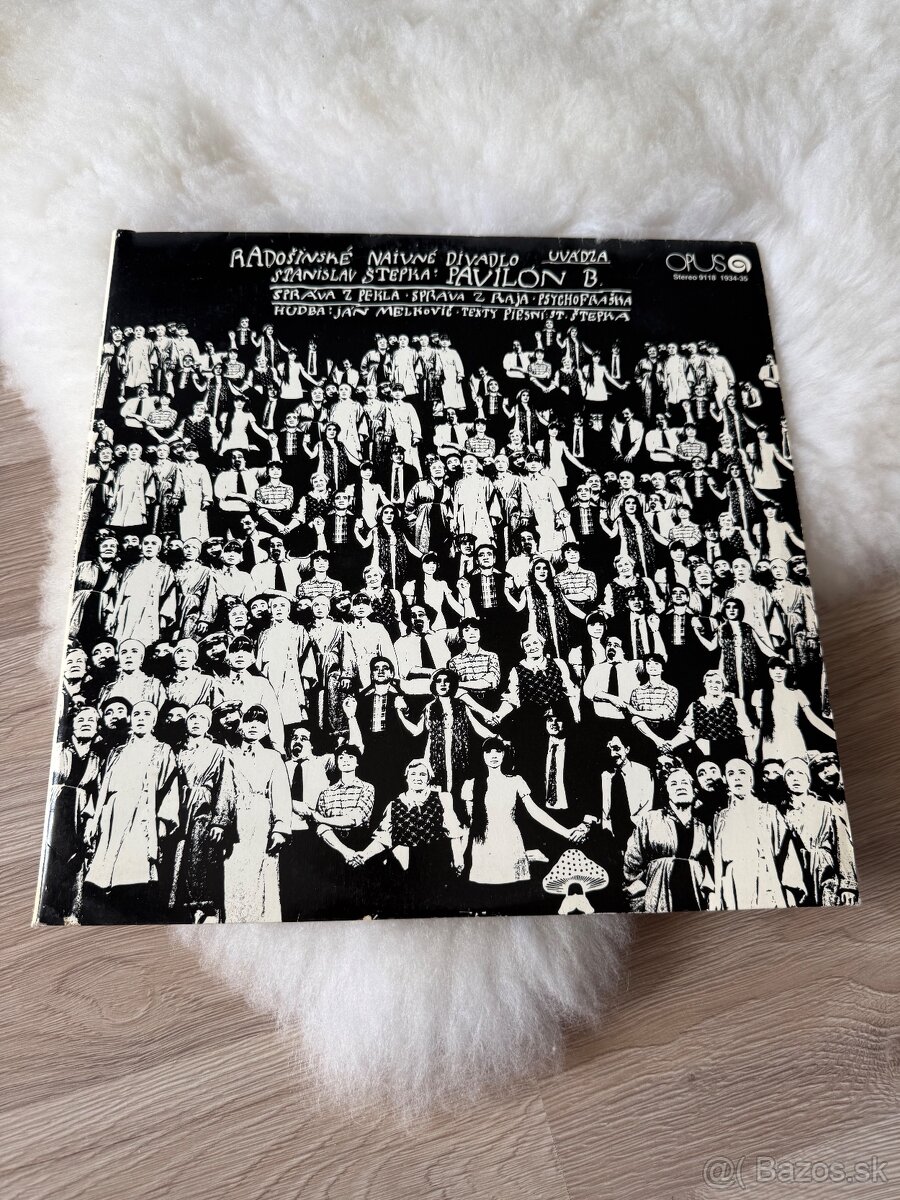 RADOŠINSKÉ NAIVNÉ DIVADLO UVÁDZA
STANISLAV ŠTEPKA: PAVILÓN B.
SPRÁVA Z PEKLA · SPRÁVA Z RAJA · PSYCHOFRAŠKA
HUDBA: JÁN MELKOVIČ · TEXTY PIESNÍ: ST. ŠTEPKA
OPUS
Stereo 9118 1934-35
@( Bazos.sk